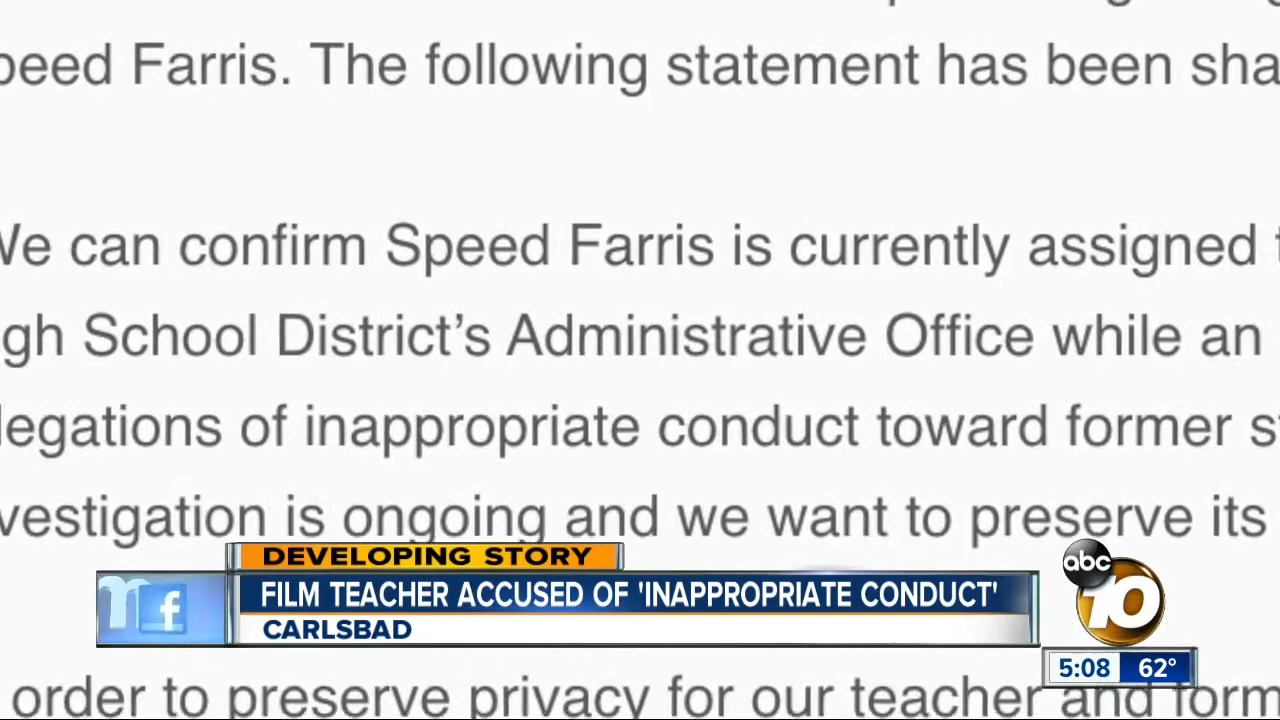 peed Farris. The following statement has been sha
We can confirm Speed Farris is currently assigned t
gh School District's Administrative Office while an
legations of inappropriate conduct toward former s
vestigation is ongoing and we want to preserve its
DEVELOPING STORY
FILM TEACHER ACCUSED OF 'INAPPROPRIATE CONDUCT'
CARLSBAD
f
abc
10
5:08 62°
order to preserve privacy for our teacher and form